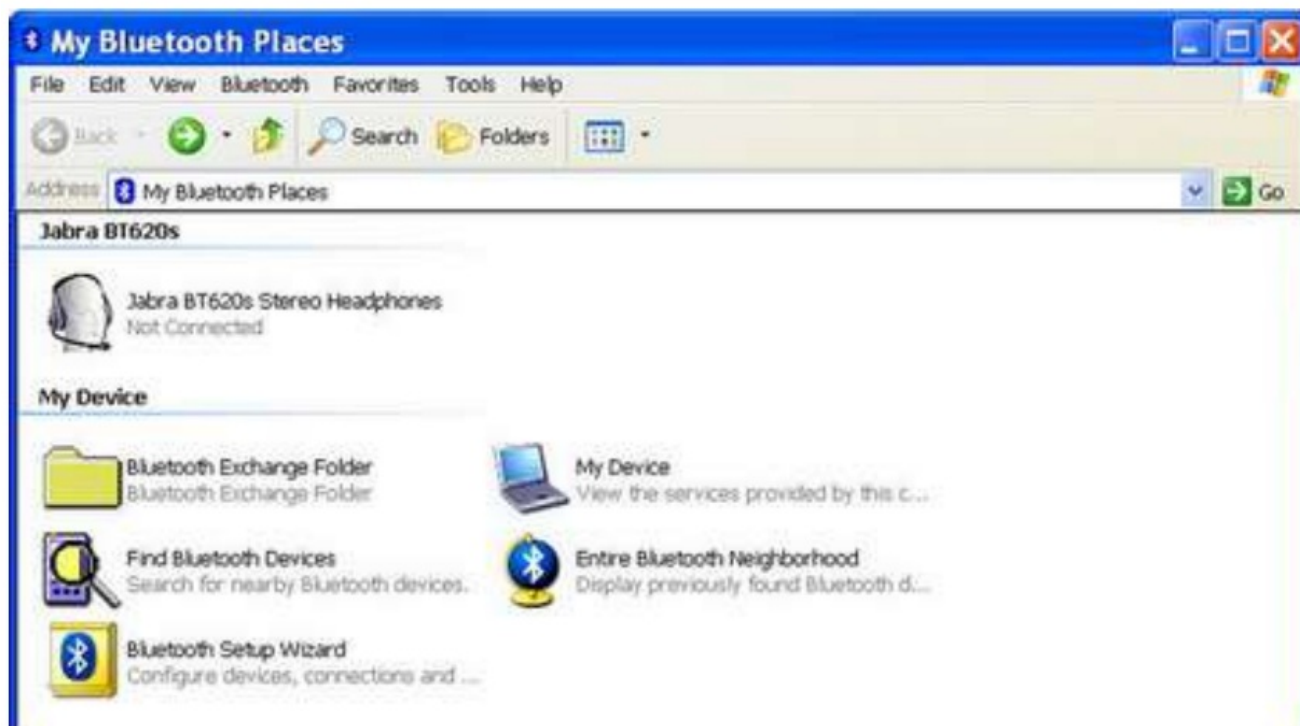 My Bluetooth Places
File Edit View Bluetooth Favorites Tools Help
Back Search Folders
Address My Bluetooth Places Go
Jabra BT620s
Jabra BT620s Stereo Headphones
Not Connected
My Device
Bluetooth Exchange Folder My Device
Bluetooth Exchange Folder View the services provided by this c...
Find Bluetooth Devices Entire Bluetooth Neighborhood
Search for nearby Bluetooth devices. Display previously found Bluetooth d...
Bluetooth Setup Wizard
Configure devices, connections and ...